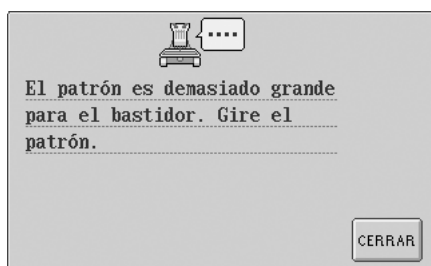 ....
El patrón es demasiado grande
para el bastidor. Gire el
patrón.
CERRAR